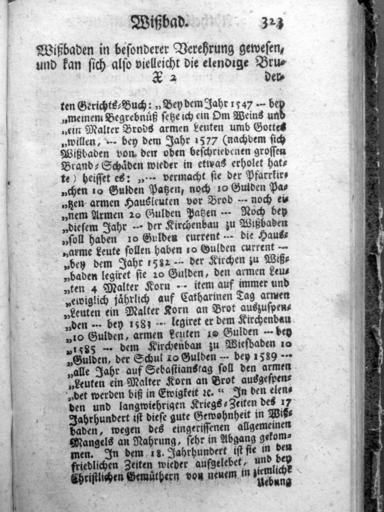 Wißbad. 323
Wißbaden in besonderer Verehrung gewesen,
und kan sich also vielleicht die elendige Bru-
X 2 der-
ten Gerichts-Buch: „Bey dem Jahr 1547 --- bey
„meinem Begrebnüß setze ich ein Om Weins und
„ein Malter Brods armen Leuten umb Gottes
„willen, --- bey dem Jahr 1577 (nachdem sich
Wißbaden von den oben beschriebenen grossen
Brand-Schäden wieder in etwas erholet hat-
te) heisset es: „--- vermacht sie der Pfarrkir-
„chen 10 Gulden Patzen, noch 10 Gulden Pa-
„tzen armen Hausleuten vor Brod --- noch ei-
„nem Armen 20 Gulden Patzen --- Noch bey
„diesem Jahr --- der Kirchenbau zu Wißbaden
„soll haben 10 Gulden current --- die Haus-
„arme Leute sollen haben 10 Gulden current ---
„bey dem Jahr 1582 --- der Kirchen zu Wiß-
„baden legiret sie 20 Gulden, den armen Leu-
„ten 4 Malter Korn --- item auf immer und
„ewiglich jährlich auf Catharinen Tag armen
„Leuten ein Malter Korn an Brot auszuspen-
„den --- bey 1583 --- legiret er dem Kirchenbau
„10 Gulden, armen Leuten 10 Gulden --- bey
„1585 --- dem Kirchenbau zu Wiesbaden 10
„Gulden, der Schul 10 Gulden --- bey 1589 ---
„alle Jahr auf Sebastianstag soll den armen
„Leuten ein Malter Korn an Brot ausgespen-
„det werden biß in Ewigkeit ꝛc. “ In den elen-
den und langwiehrigen Kriegs-Zeiten des 17
Jahrhundert ist diese gute Gewohnheit in Wiß-
baden, wegen des eingerissenen allgemeinen
Mangels an Nahrung, sehr in Abgang gekom-
men. In dem 18. Jahrhundert ist sie in den
friedlichen Zeiten wieder aufgelebet, und bey
Christlichen Gemüthern von neuem in ziemliche
Uebung